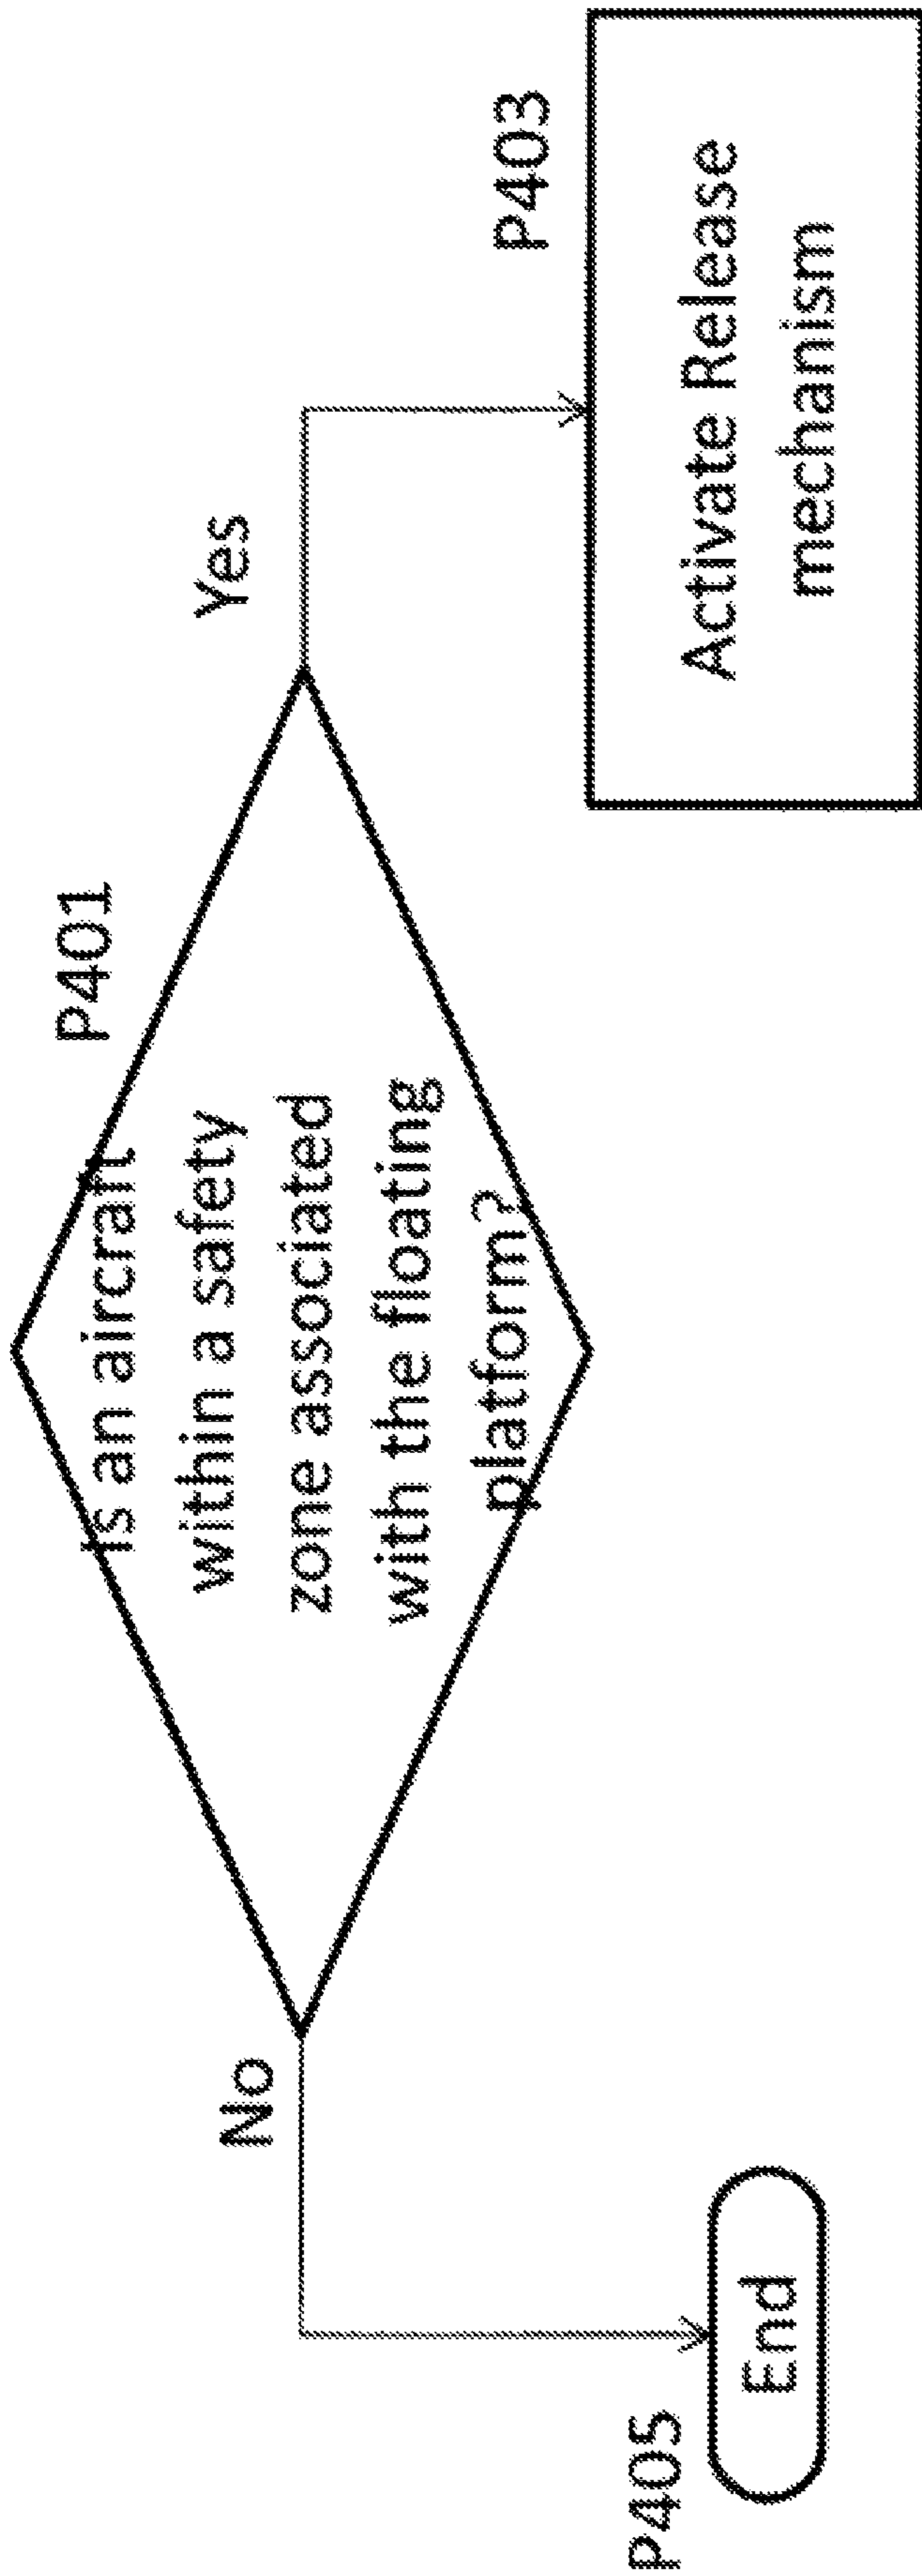 P401
Is an aircraft
within a safety
zone associated
with the floating
platform?
No
Yes
P405
End
P403
Activate Release
mechanism